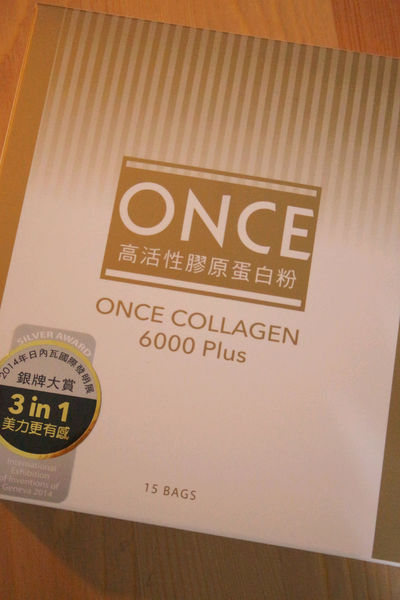 ONCE
高活性膠原蛋白粉
ONCE COLLAGEN
6000 Plus
SILVER AWARD
2014年日內瓦國際發明展
銀牌大賞
3 in 1
美力更有感
International
Exhibition
of Inventions of
Geneva 2014
15 BAGS